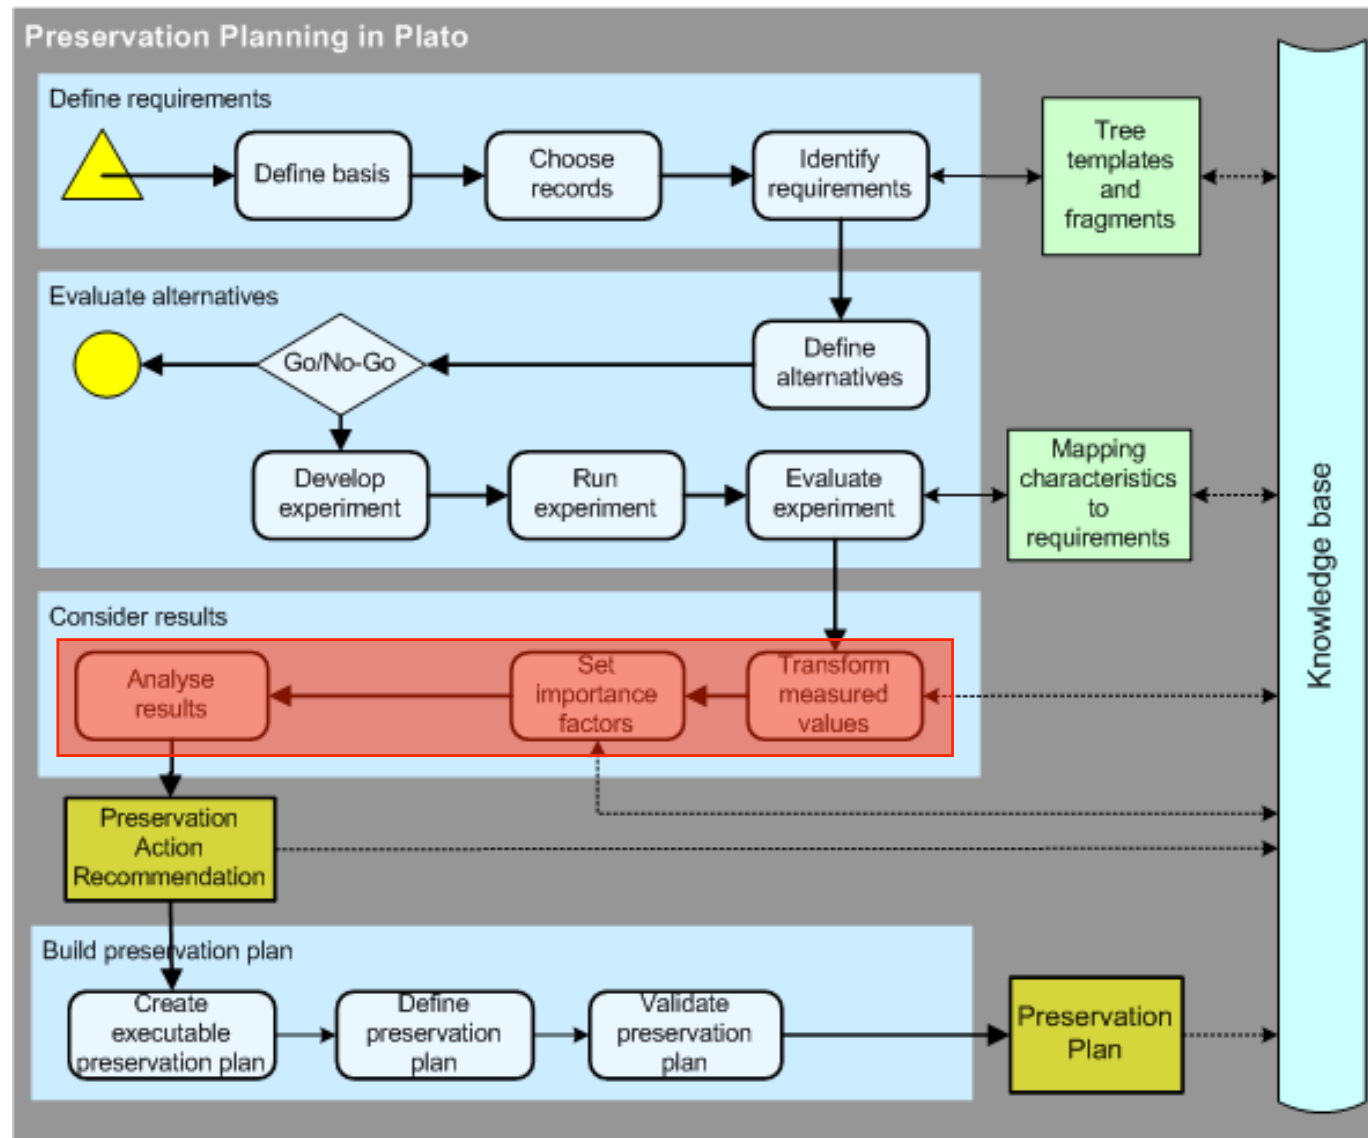 Preservation Planning in Plato
Define requirements
Define basis
Choose
records
Identify
requirements
Tree
templates
and
fragments
Evaluate alternatives
Go/No-Go
Define
alternatives
Develop
experiment
Run
experiment
Evaluate
experiment
Mapping
characteristics
to
requirements
Knowledge base
Consider results
Analyse
results
Set
importance
factors
Transform
measured
values
Preservation
Action
Recommendation
Build preservation plan
Create
executable
preservation plan
Define
preservation
plan
Validate
preservation
plan
Preservation
Plan